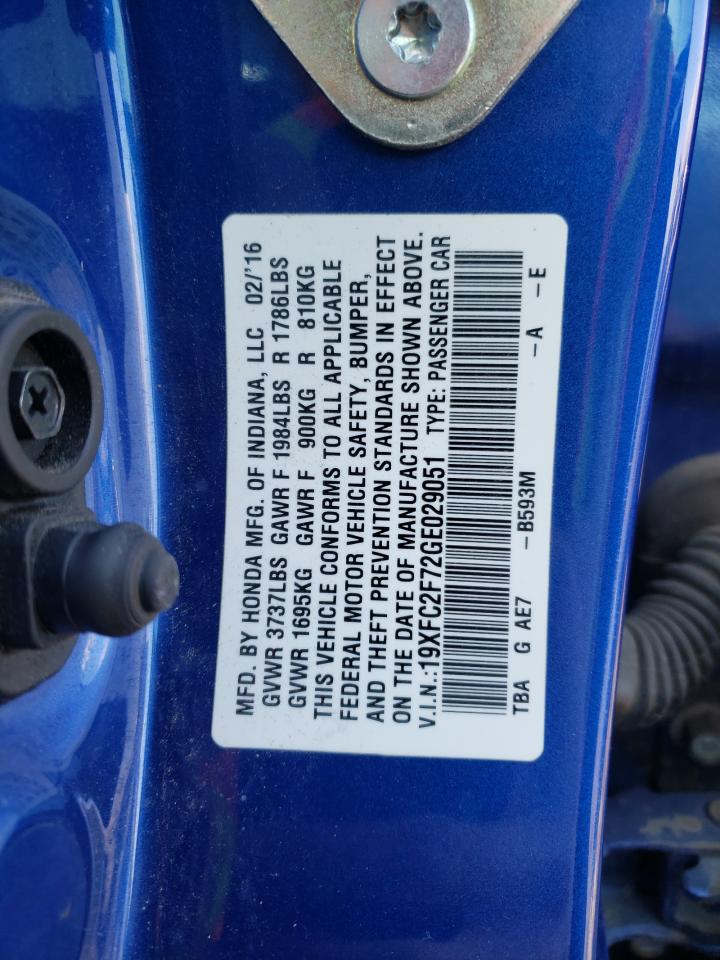 MFD. BY HONDA MFG. OF INDIANA, LLC 02/'16
GVWR 3737LBS GAWR F 1984LBS R 1786LBS
GVWR 1695KG GAWR F 900KG R 810KG
THIS VEHICLE CONFORMS TO ALL APPLICABLE
FEDERAL MOTOR VEHICLE SAFETY, BUMPER,
AND THEFT PREVENTION STANDARDS IN EFFECT
ON THE DATE OF MANUFACTURE SHOWN ABOVE.
V.I.N.:19XFC2F72GE029051 TYPE: PASSENGER CAR
TBA G AE7 -B593M -A -E